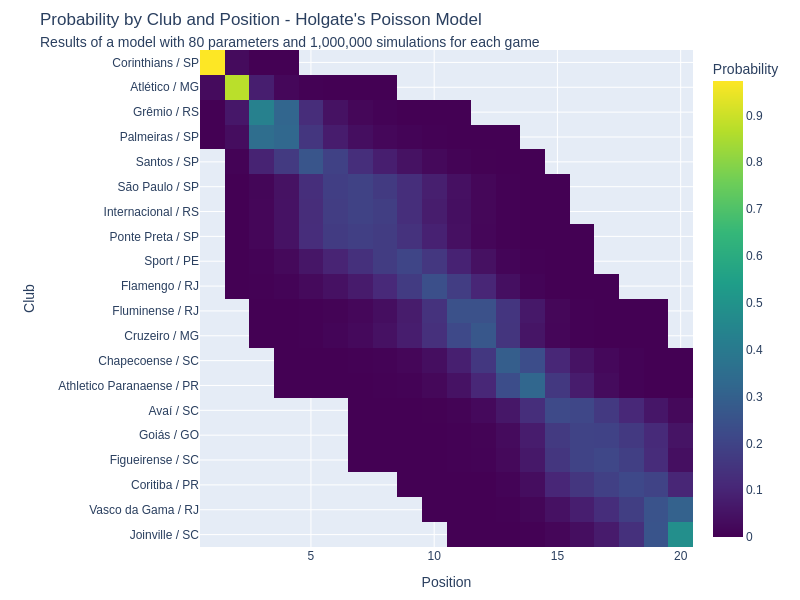 Probability by Club and Position - Holgate's Poisson Model
Results of a model with 80 parameters and 1,000,000 simulations for each game
Probability
Corinthians / SP
Atlético / MG
Grêmio / RS
Palmeiras / SP
Santos / SP
São Paulo / SP
Internacional / RS
Ponte Preta / SP
Sport / PE
Flamengo / RJ
Fluminense / RJ
Cruzeiro / MG
Chapecoense / SC
Athletico Paranaense / PR
Avaí / SC
Goiás / GO
Figueirense / SC
Coritiba / PR
Vasco da Gama / RJ
Joinville / SC
Club
5
10
15
20
Position
0.9
0.8
0.7
0.6
0.5
0.4
0.3
0.2
0.1
0